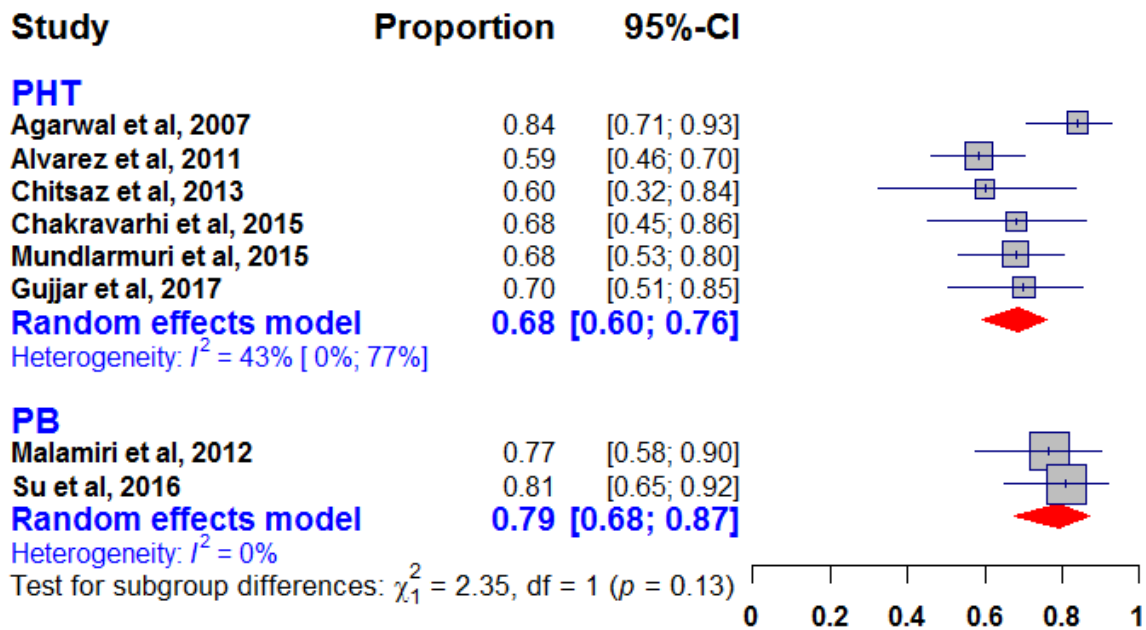 Study Proportion 95%-CI
PHT
Agarwal et al, 2007 0.84 [0.71; 0.93]
Alvarez et al, 2011 0.59 [0.46; 0.70]
Chitsaz et al, 2013 0.60 [0.32; 0.84]
Chakravarhi et al, 2015 0.68 [0.45; 0.86]
Mundlarmuri et al, 2015 0.68 [0.53; 0.80]
Gujjar et al, 2017 0.70 [0.51; 0.85]
Random effects model 0.68 [0.60; 0.76]
Heterogeneity: I² = 43% [ 0%; 77%]
PB
Malamiri et al, 2012 0.77 [0.58; 0.90]
Su et al, 2016 0.81 [0.65; 0.92]
Random effects model 0.79 [0.68; 0.87]
Heterogeneity: I² = 0%
Test for subgroup differences: χ₁² = 2.35, df = 1 (p = 0.13)
0 0.2 0.4 0.6 0.8 1